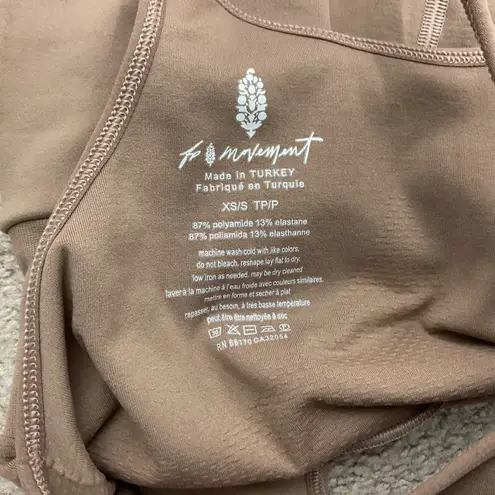 fp movement
Made in TURKEY
Fabriqué en Turquie
XS/S TP/P
87% polyamide 13% elastane
87% poliamida 13% elasthanne
machine wash cold with like colors.
do not bleach. reshape lay flat to dry.
low iron as needed. may be dry cleaned
laver à la machine à l'eau froide avec couleurs similaires.
mettre en forme et secher à plat
repasser, au besoin, à très basse température
peut être être nettoyée à sec
RN 66170 CA32054